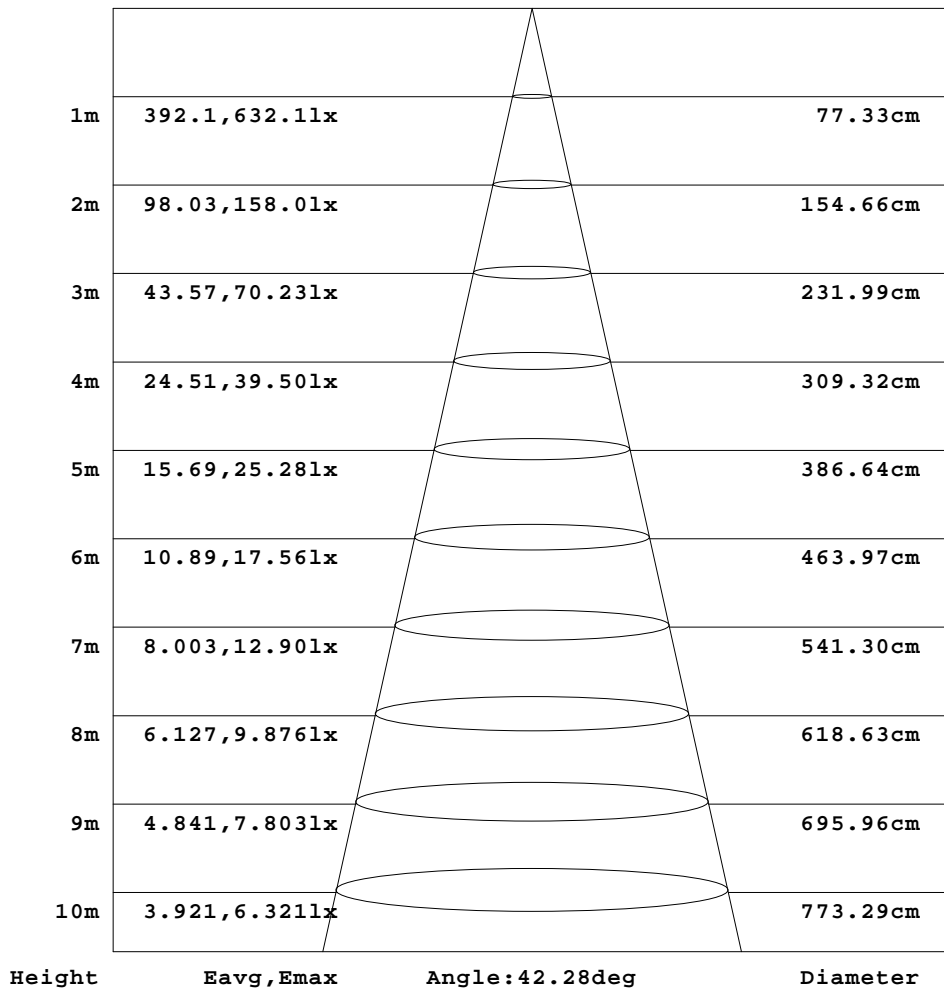 1m 392.1,632.1lx 77.33cm
2m 98.03,158.0lx 154.66cm
3m 43.57,70.23lx 231.99cm
4m 24.51,39.50lx 309.32cm
5m 15.69,25.28lx 386.64cm
6m 10.89,17.56lx 463.97cm
7m 8.003,12.90lx 541.30cm
8m 6.127,9.876lx 618.63cm
9m 4.841,7.803lx 695.96cm
10m 3.921,6.321lx 773.29cm
Height Eavg,Emax Angle:42.28deg Diameter